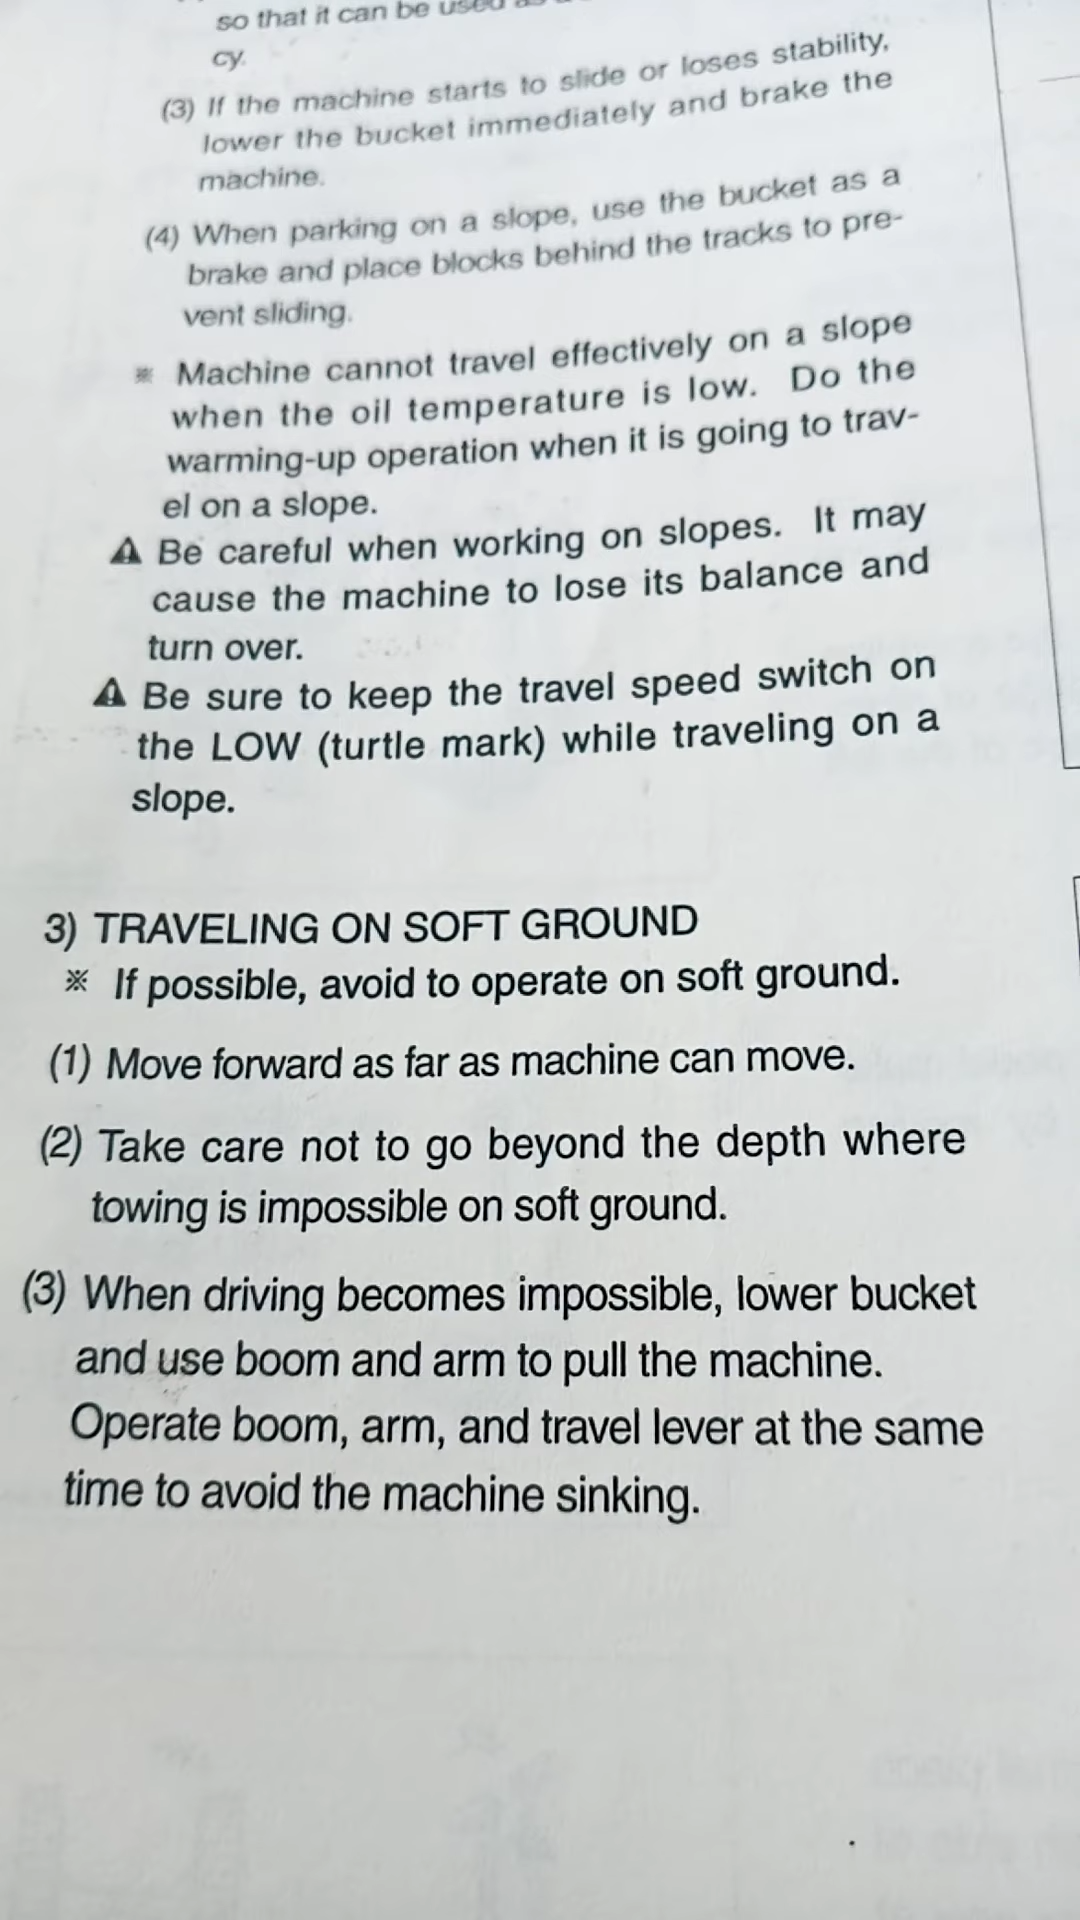 so that it can be used
cy.
(3) If the machine starts to slide or loses stability,
lower the bucket immediately and brake the
machine.
(4) When parking on a slope, use the bucket as a
brake and place blocks behind the tracks to pre-
vent sliding.
※ Machine cannot travel effectively on a slope
when the oil temperature is low. Do the
warming-up operation when it is going to trav-
el on a slope.
⚠ Be careful when working on slopes. It may
cause the machine to lose its balance and
turn over.
⚠ Be sure to keep the travel speed switch on
the LOW (turtle mark) while traveling on a
slope.
3) TRAVELING ON SOFT GROUND
※ If possible, avoid to operate on soft ground.
(1) Move forward as far as machine can move.
(2) Take care not to go beyond the depth where
towing is impossible on soft ground.
(3) When driving becomes impossible, lower bucket
and use boom and arm to pull the machine.
Operate boom, arm, and travel lever at the same
time to avoid the machine sinking.